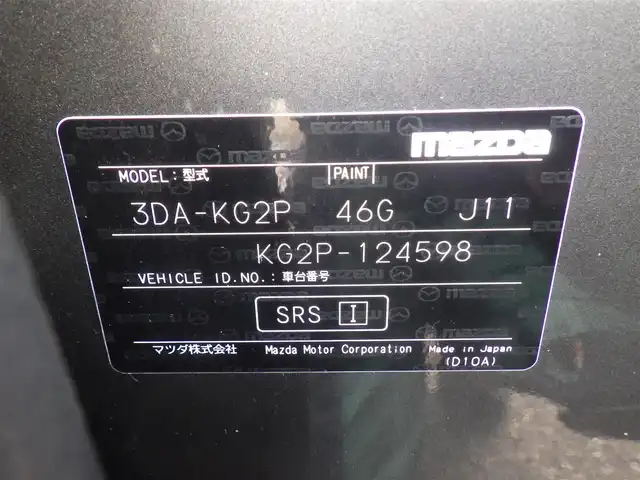 mazda
MODEL:型式 PAINT
3DA-KG2P 46G J11
KG2P-124598
VEHICLE ID.NO.:車台番号
SRS I
マツダ株式会社 Mazda Motor Corporation Made in Japan
(D10A)